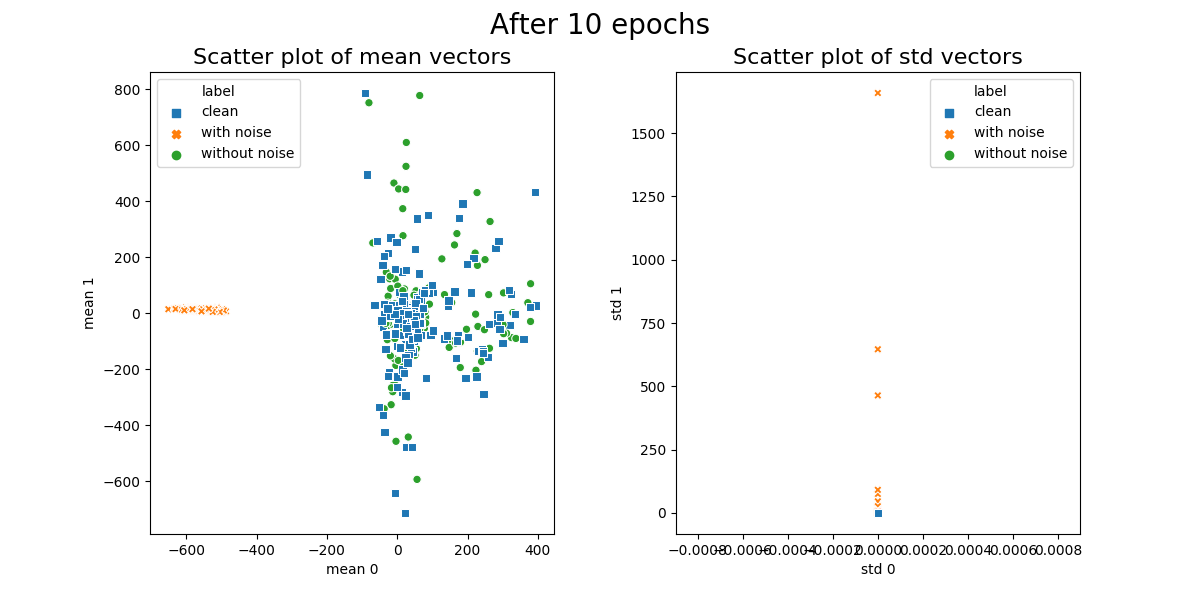 After 10 epochs
Scatter plot of mean vectors
label
clean
with noise
without noise
800
600
400
200
0
−200
−400
−600
mean 1
−600
−400
−200
0
200
400
mean 0
Scatter plot of std vectors
label
clean
with noise
without noise
1500
1250
1000
750
500
250
0
std 1
−0.0008
−0.0006
−0.0004
−0.0002
0.0000
0.0002
0.0004
0.0006
0.0008
std 0